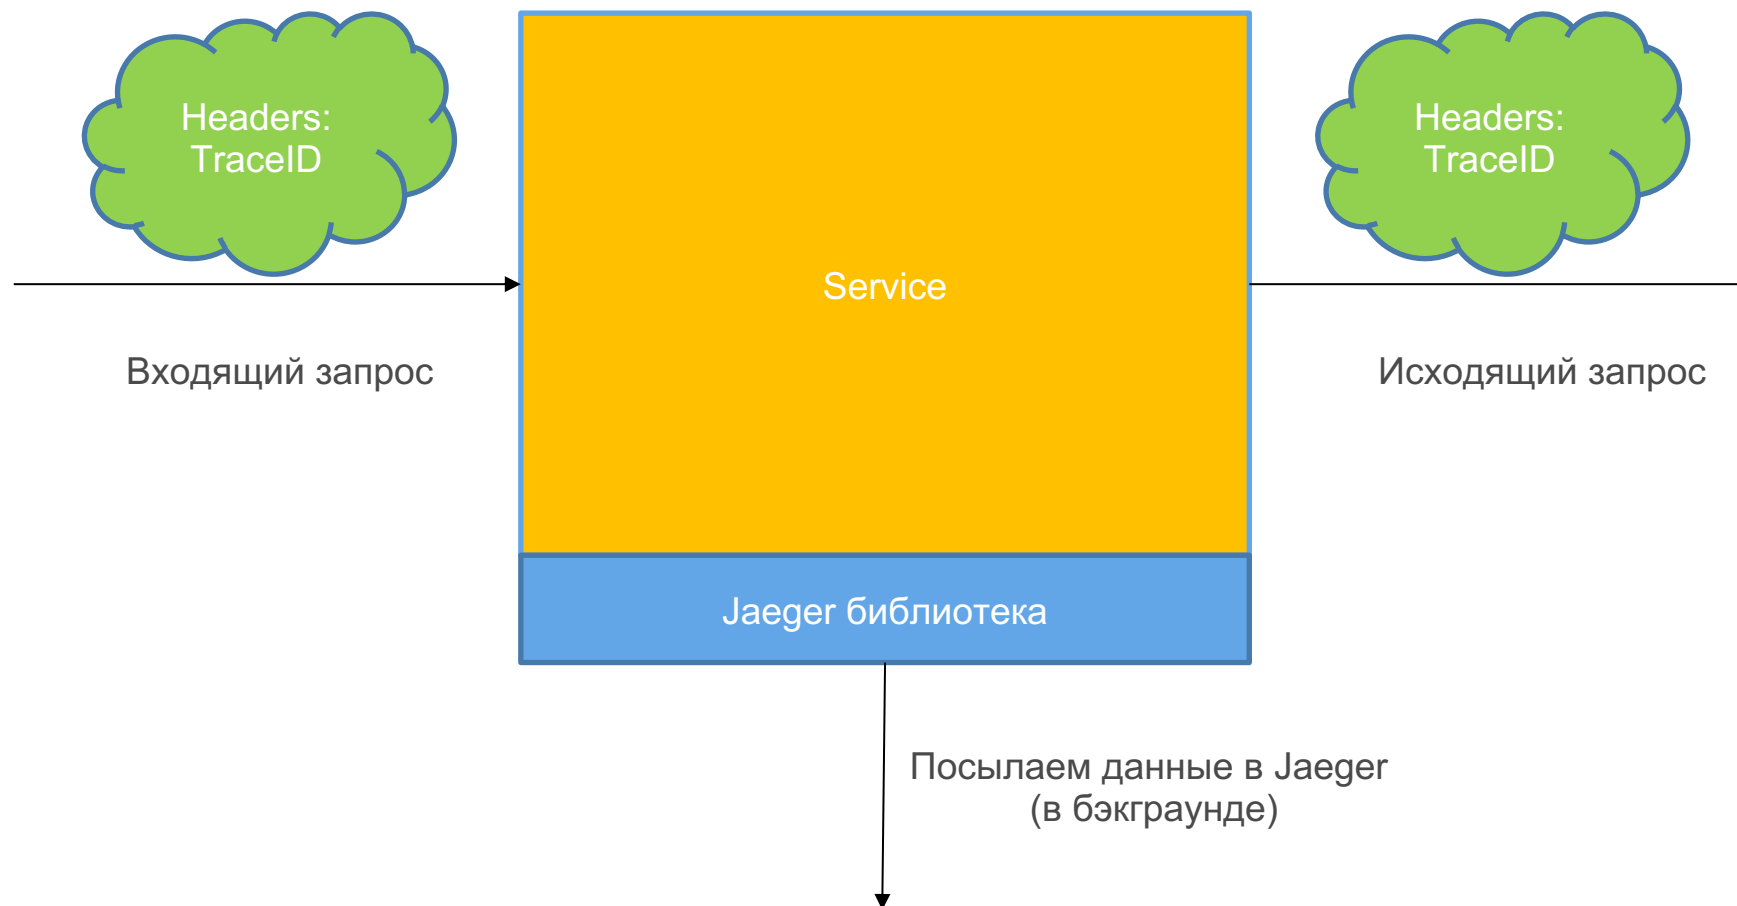 Headers:
TraceID
Headers:
TraceID
Service
Входящий запрос
Исходящий запрос
Jaeger библиотека
Посылаем данные в Jaeger
(в бэкграунде)